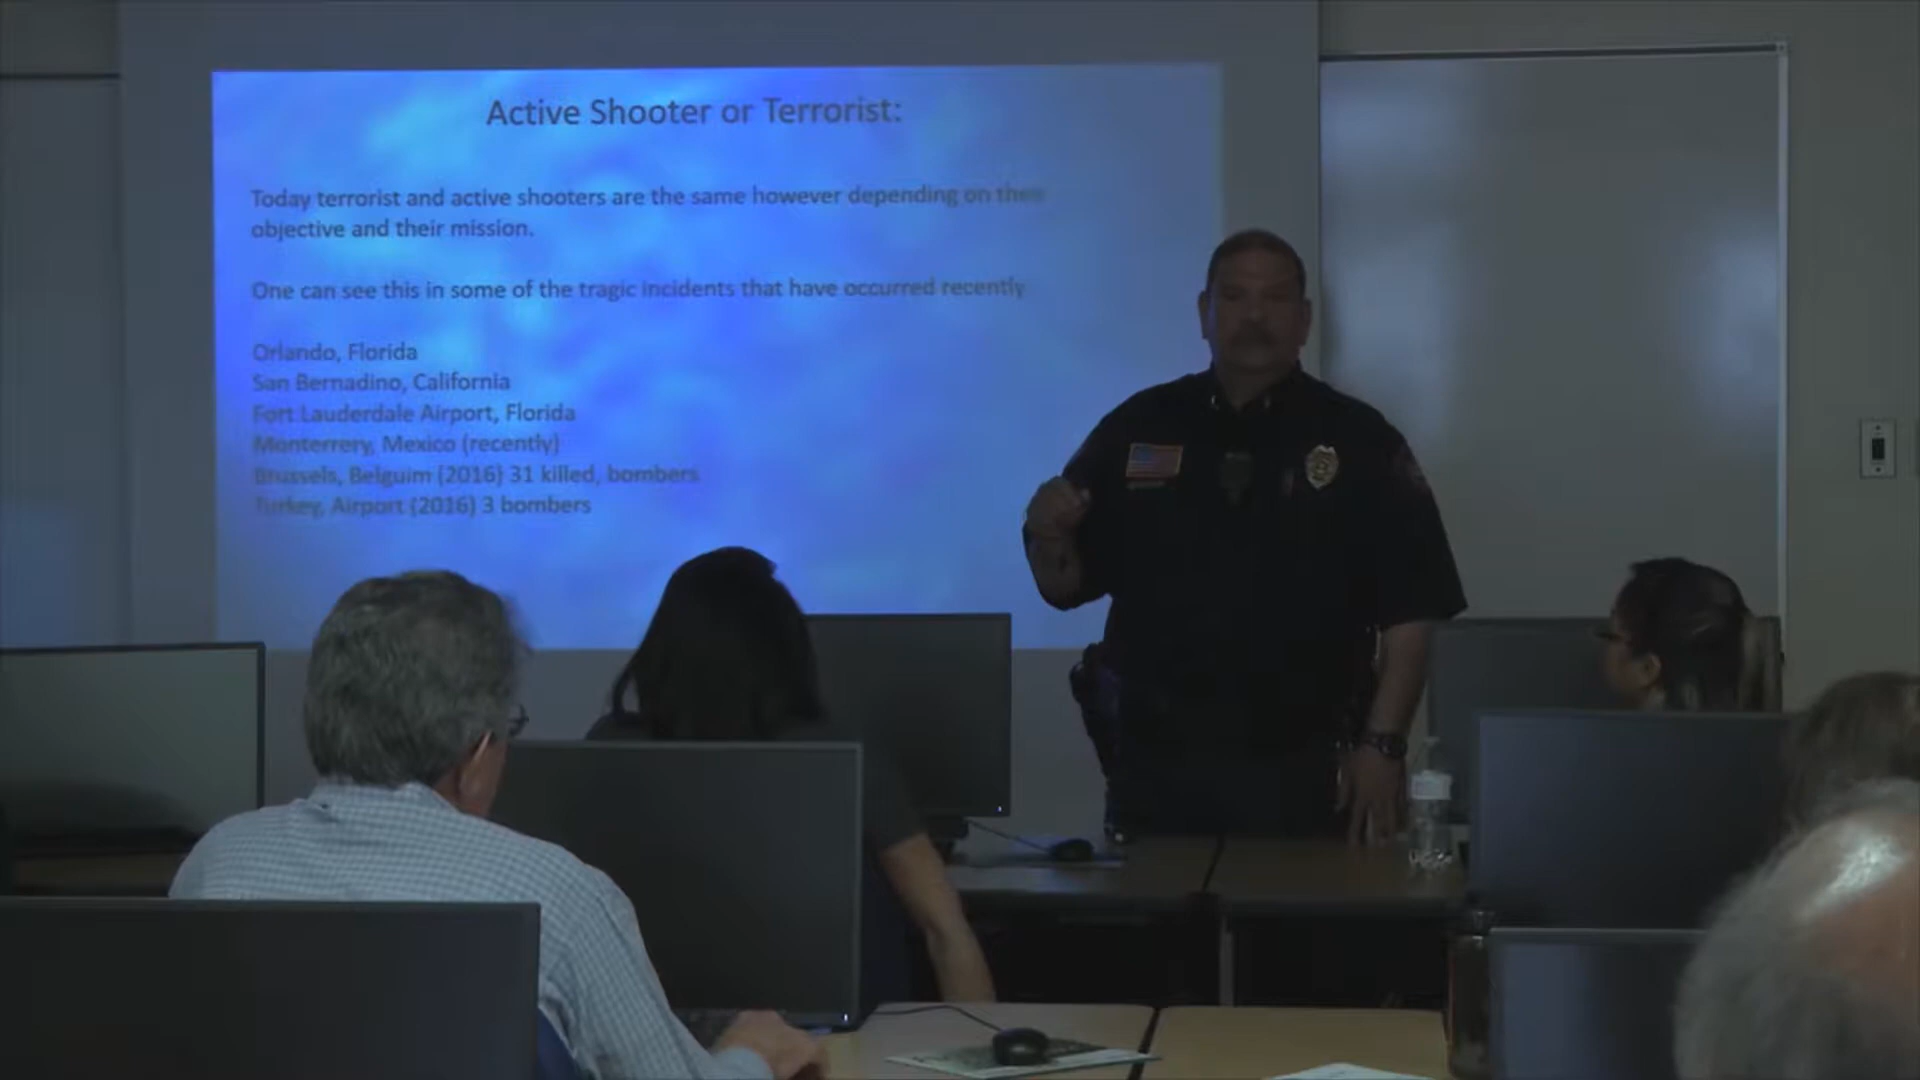 Active Shooter or Terrorist:
Today terrorist and active shooters are the same however depending on their
objective and their mission.
One can see this in some of the tragic incidents that have occurred recently
Orlando, Florida
San Bernadino, California
Fort Lauderdale Airport, Florida
Monterrery, Mexico (recently)
Brussels, Belguim (2016) 31 killed, bombers
Turkey, Airport (2016) 3 bombers